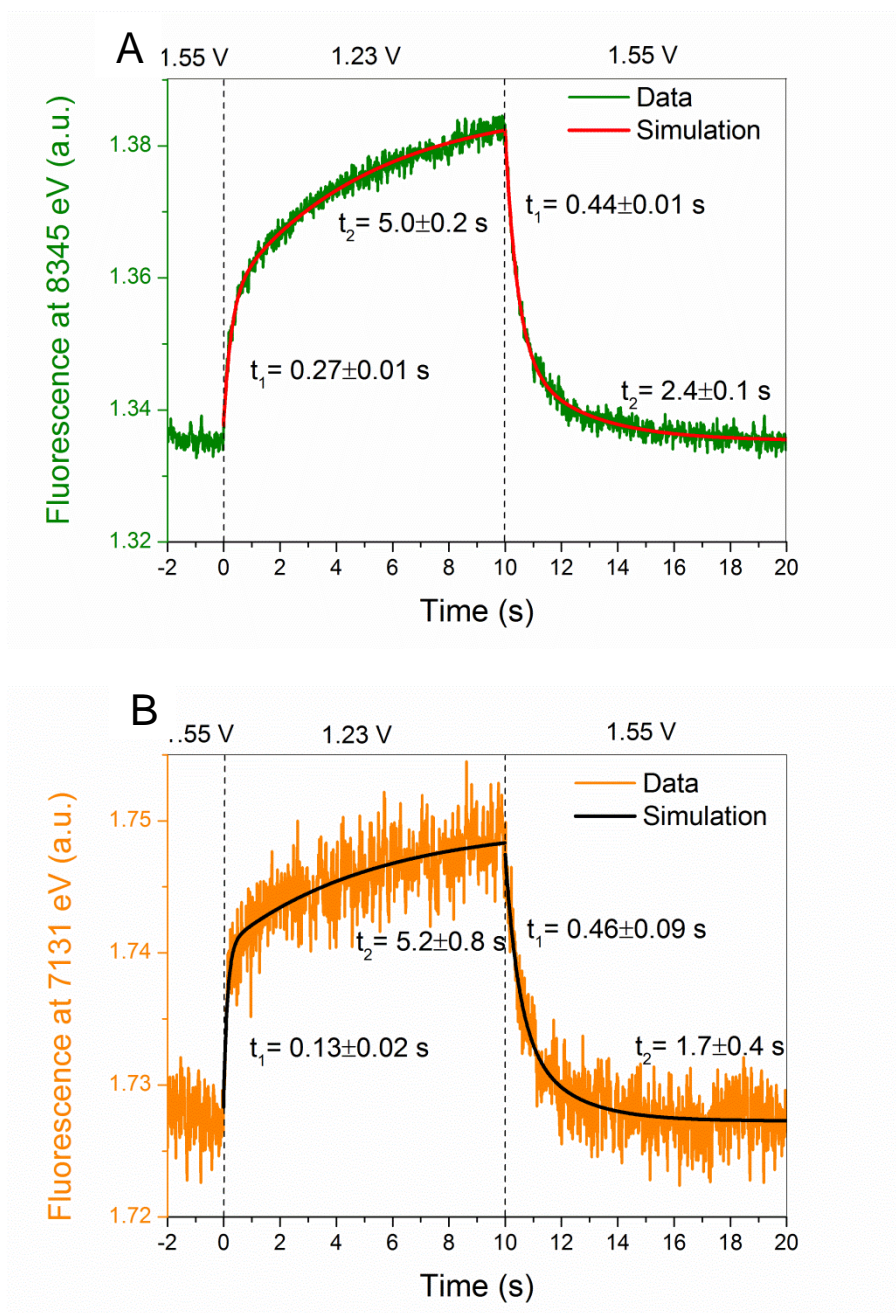 A
1.55 V 1.23 V 1.55 V
Data
Simulation
1.38
1.36
1.34
1.32
Fluorescence at 8345 eV (a.u.)
t₂= 5.0±0.2 s
t₁= 0.44±0.01 s
t₁= 0.27±0.01 s
t₂= 2.4±0.1 s
-2 0 2 4 6 8 10 12 14 16 18 20
Time (s)
B
.55 V 1.23 V 1.55 V
Data
Simulation
1.75
1.74
1.73
1.72
Fluorescence at 7131 eV (a.u.)
t₂= 5.2±0.8 s
t₁= 0.46±0.09 s
t₁= 0.13±0.02 s
t₂= 1.7±0.4 s
-2 0 2 4 6 8 10 12 14 16 18 20
Time (s)